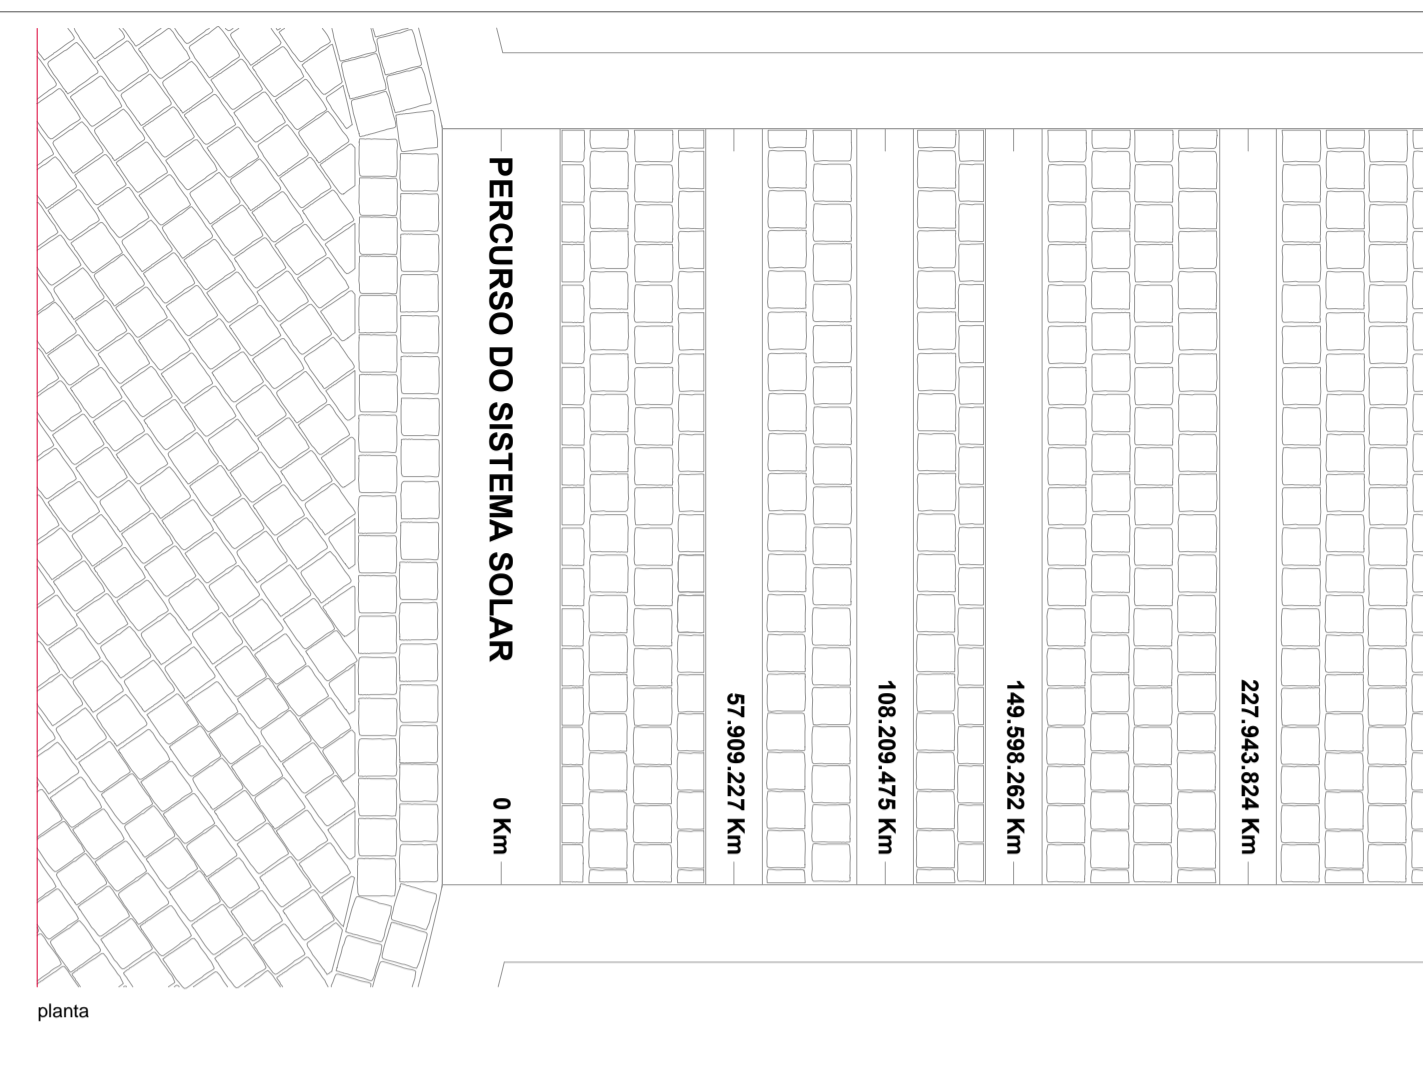 PERCURSO DO SISTEMA SOLAR
0 Km
57.909.227 Km
108.209.475 Km
149.598.262 Km
227.943.824 Km
planta